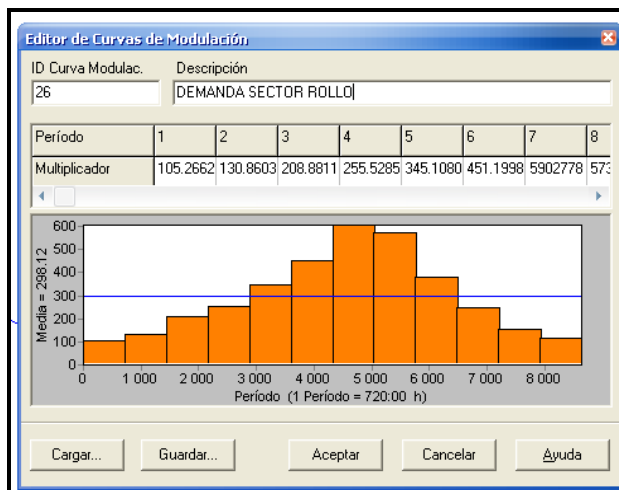 Editor de Curvas de Modulación
ID Curva Modulac. Descripción
26 DEMANDA SECTOR ROLLO
Período 1 2 3 4 5 6 7 8
Multiplicador 105.2662 130.8603 208.8811 255.5285 345.1080 451.1998 5902778 573
600
500
400
300
200
100
0
Media = 298.12
0 1 000 2 000 3 000 4 000 5 000 6 000 7 000 8 000
Período (1 Período = 720:00 h)
Cargar... Guardar... Aceptar Cancelar Ayuda